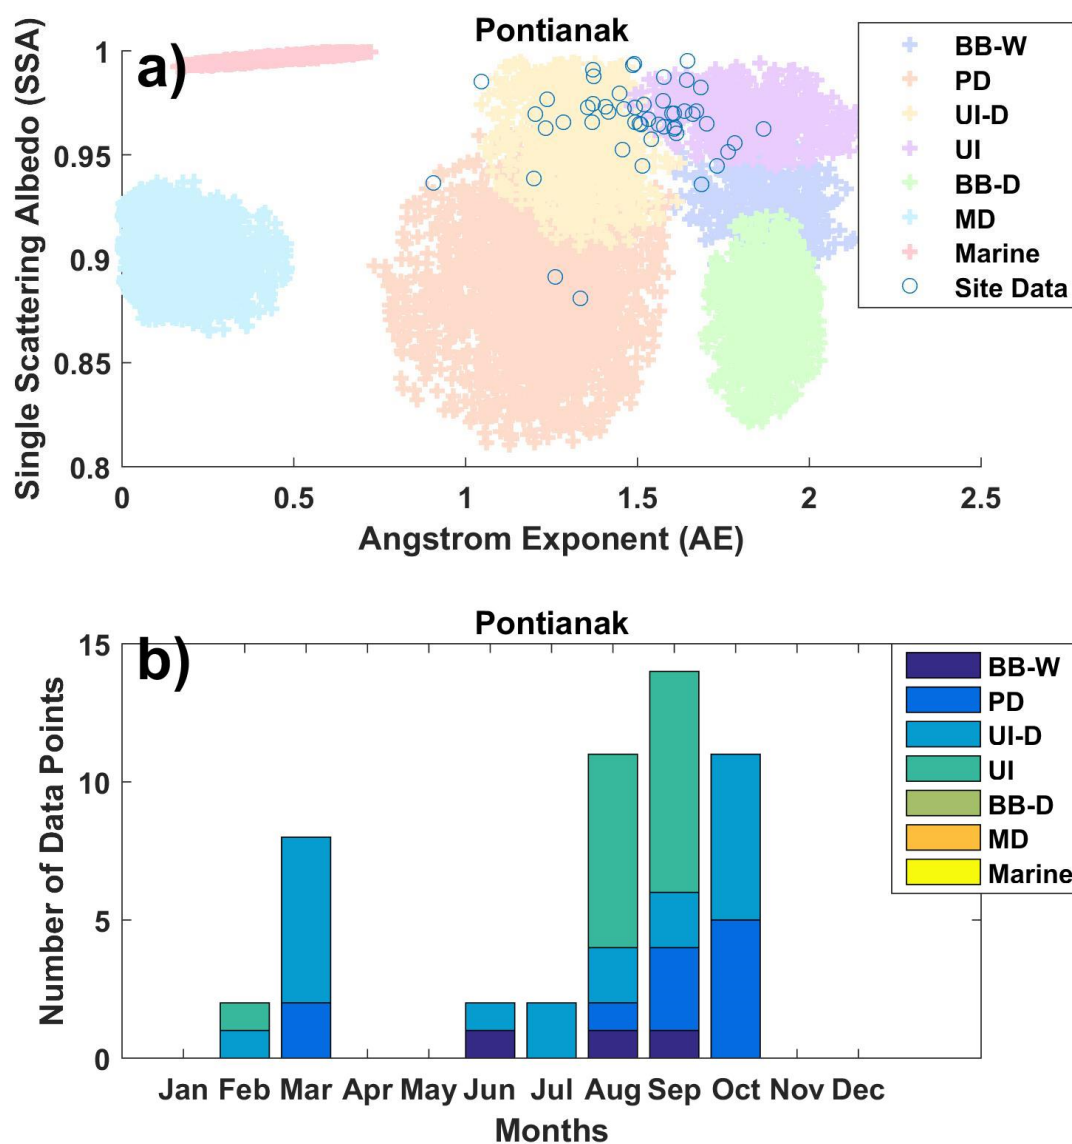 Pontianak
a)
1
0.95
0.9
0.85
0.8
Single Scattering Albedo (SSA)
0 0.5 1 1.5 2 2.5
Angstrom Exponent (AE)
BB-W
PD
UI-D
UI
BB-D
MD
Marine
Site Data
Pontianak
b)
15
10
5
0
Number of Data Points
Jan Feb Mar Apr May Jun Jul Aug Sep Oct Nov Dec
Months
BB-W
PD
UI-D
UI
BB-D
MD
Marine